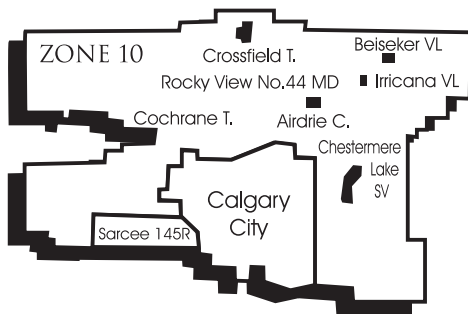 ZONE 10
Crossfield T.
Beiseker VL
Rocky View No.44 MD
Irricana VL
Cochrane T.
Airdrie C.
Chestermere
Lake
SV
Calgary
City
Sarcee 145R